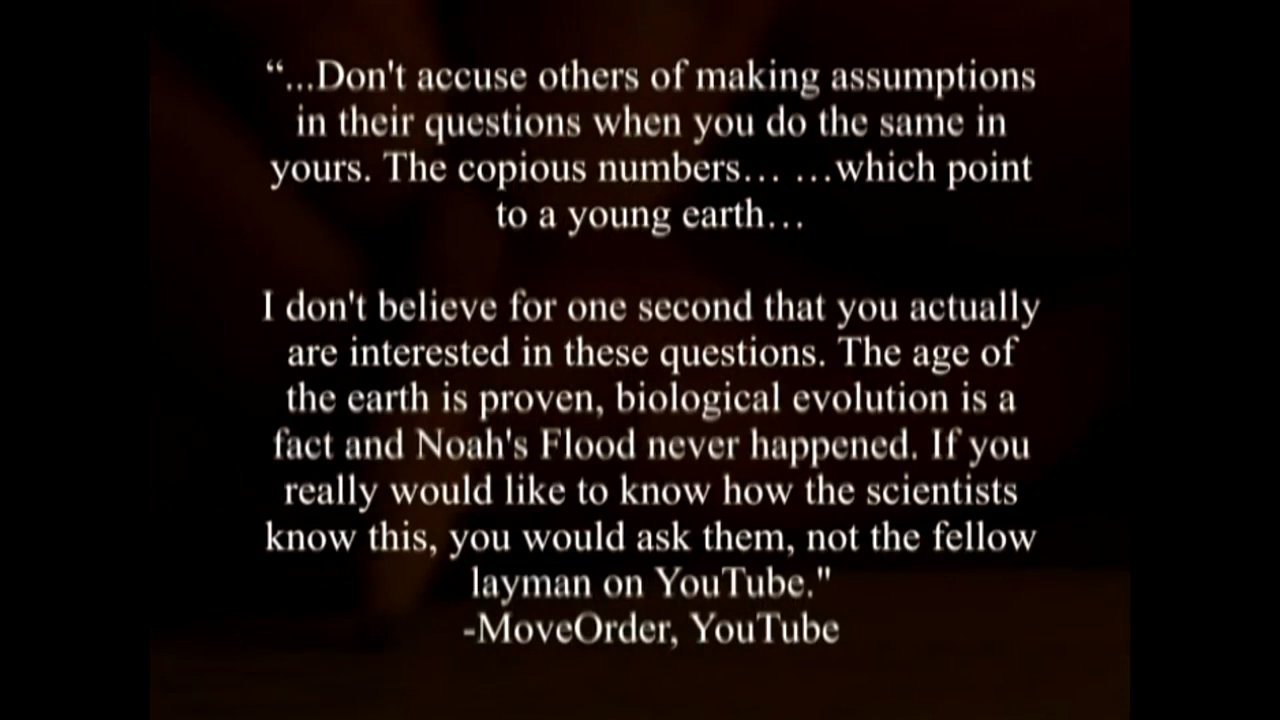 “...Don't accuse others of making assumptions
in their questions when you do the same in
yours. The copious numbers… …which point
to a young earth…
I don't believe for one second that you actually
are interested in these questions. The age of
the earth is proven, biological evolution is a
fact and Noah's Flood never happened. If you
really would like to know how the scientists
know this, you would ask them, not the fellow
layman on YouTube."
-MoveOrder, YouTube